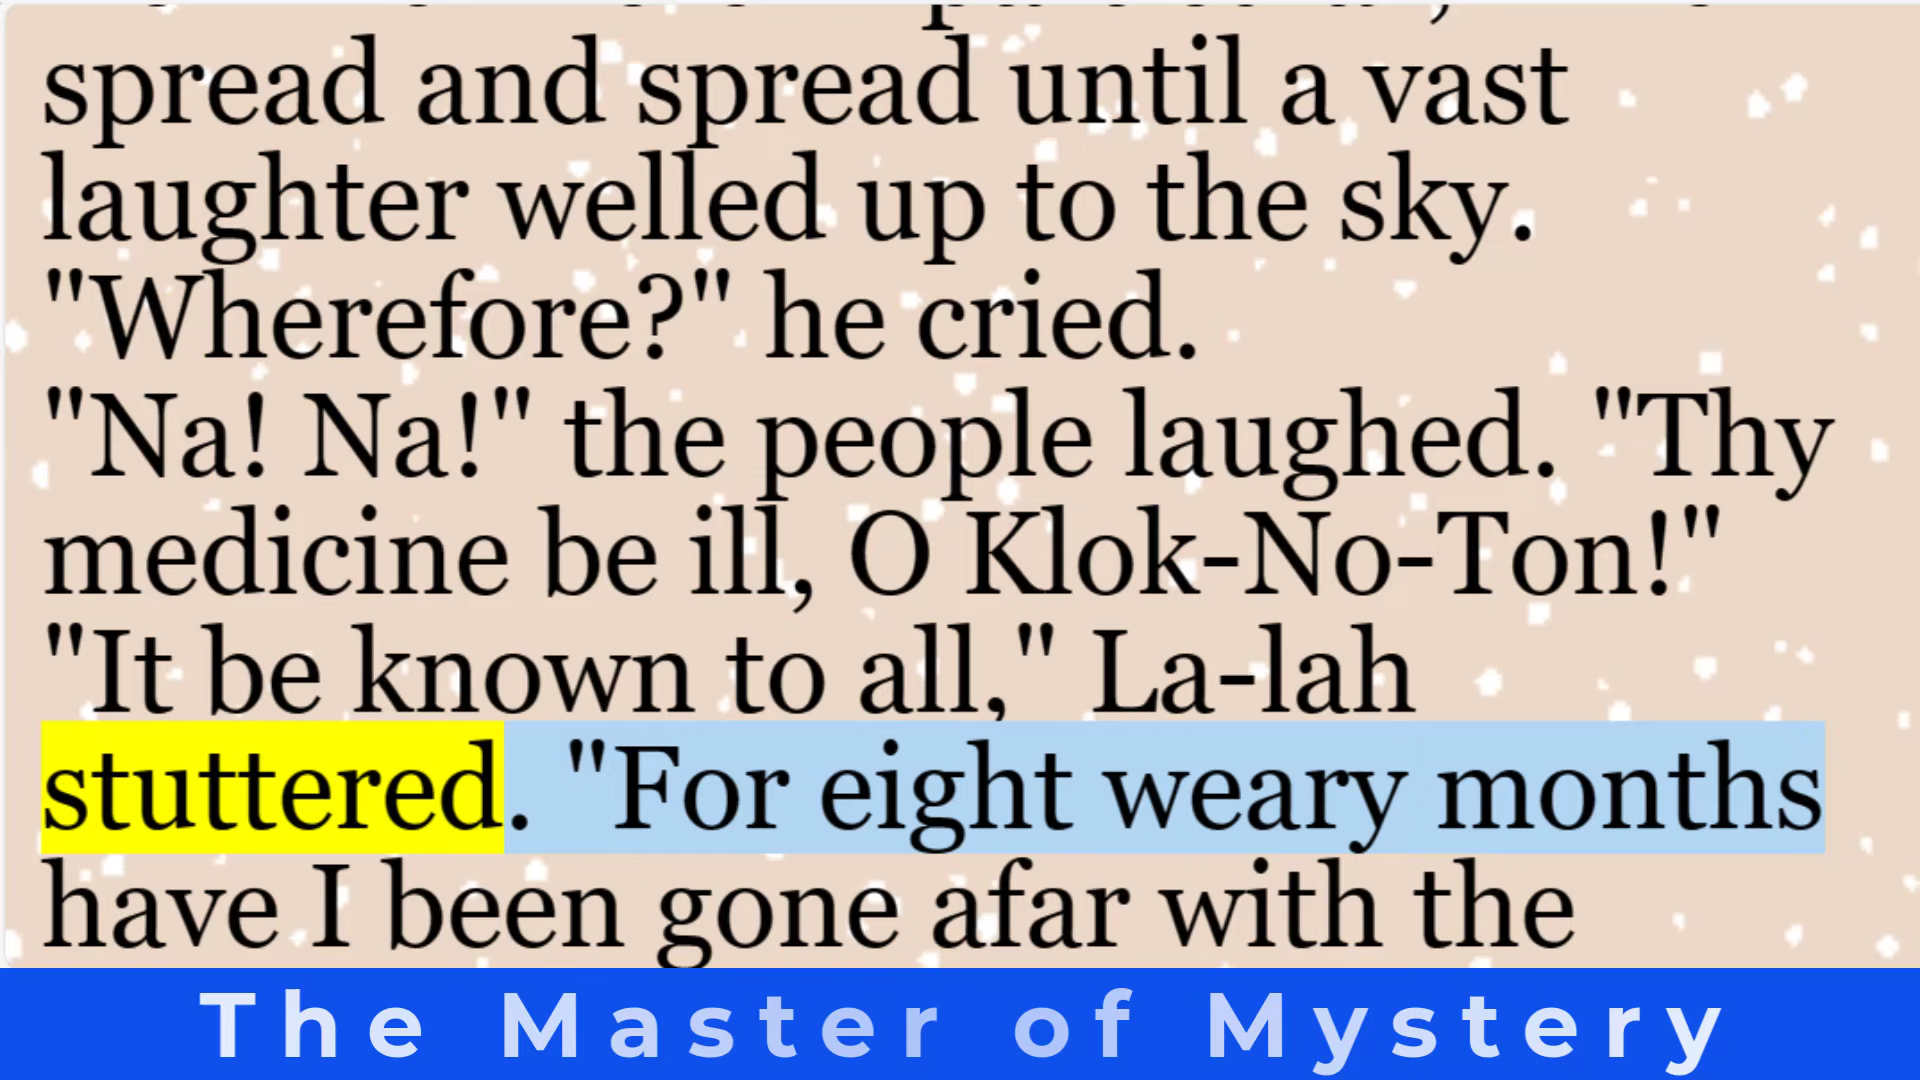 spread and spread until a vast
laughter welled up to the sky.
"Wherefore?" he cried.
"Na! Na!" the people laughed. "Thy
medicine be ill, O Klok-No-Ton!"
"It be known to all," La-lah
stuttered. "For eight weary months
have I been gone afar with the
The Master of Mystery